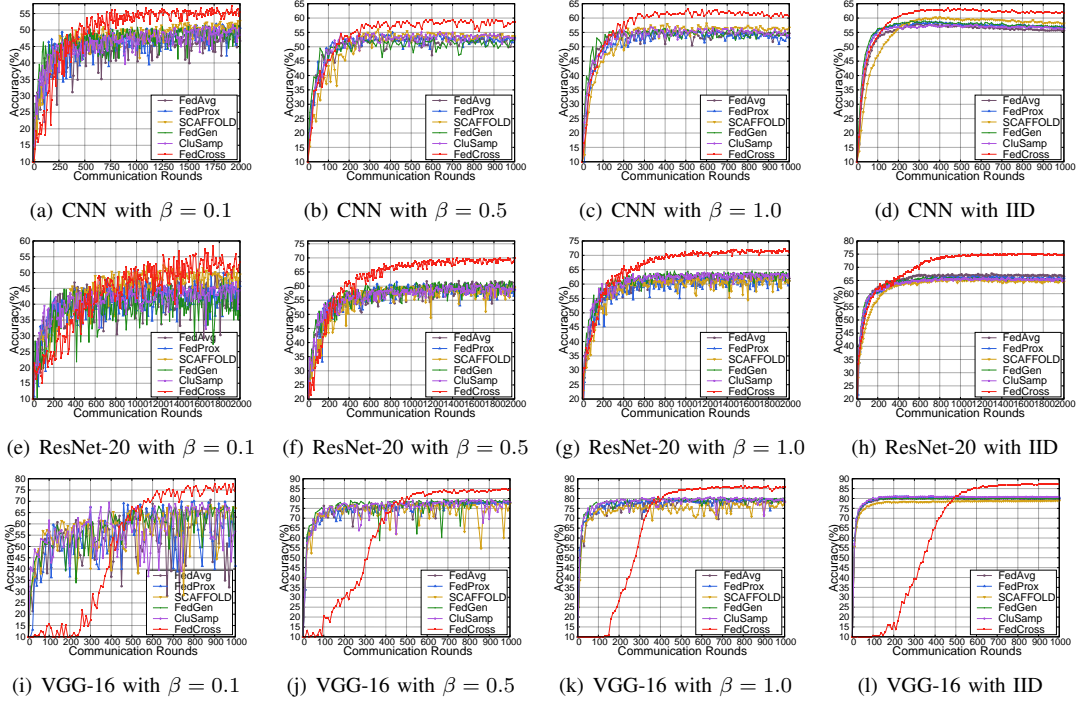 Accuracy(%)
55 50 45 40 35 30 25 20 15 10
FedAvg
FedProx
SCAFFOLD
FedGen
CluSamp
FedCross
0 250 500 750 1000 1250 1500 1750 2000
Communication Rounds
(a) CNN with β = 0.1
Accuracy(%)
65 60 55 50 45 40 35 30 25 20 15 10
FedAvg
FedProx
SCAFFOLD
FedGen
CluSamp
FedCross
0 100 200 300 400 500 600 700 800 900 1000
Communication Rounds
(b) CNN with β = 0.5
Accuracy(%)
65 60 55 50 45 40 35 30 25 20 15 10
FedAvg
FedProx
SCAFFOLD
FedGen
CluSamp
FedCross
0 100 200 300 400 500 600 700 800 900 1000
Communication Rounds
(c) CNN with β = 1.0
Accuracy(%)
65 60 55 50 45 40 35 30 25 20 15 10
FedAvg
FedProx
SCAFFOLD
FedGen
CluSamp
FedCross
0 100 200 300 400 500 600 700 800 900 1000
Communication Rounds
(d) CNN with IID
Accuracy(%)
60 55 50 45 40 35 30 25 20 15 10
FedAvg
FedProx
SCAFFOLD
FedGen
CluSamp
FedCross
0 200 400 600 800 1000 1200 1400 1600 1800 2000
Communication Rounds
(e) ResNet-20 with β = 0.1
Accuracy(%)
75 70 65 60 55 50 45 40 35 30 25 20
FedAvg
FedProx
SCAFFOLD
FedGen
CluSamp
FedCross
0 200 400 600 800 1000 1200 1400 1600 1800 2000
Communication Rounds
(f) ResNet-20 with β = 0.5
Accuracy(%)
75 70 65 60 55 50 45 40 35 30 25 20
FedAvg
FedProx
SCAFFOLD
FedGen
CluSamp
FedCross
0 200 400 600 800 1000 1200 1400 1600 1800 2000
Communication Rounds
(g) ResNet-20 with β = 1.0
Accuracy(%)
80 75 70 65 60 55 50 45 40 35 30 25 20
FedAvg
FedProx
SCAFFOLD
FedGen
CluSamp
FedCross
0 200 400 600 800 1000 1200 1400 1600 1800 2000
Communication Rounds
(h) ResNet-20 with IID
Accuracy(%)
80 75 70 65 60 55 50 45 40 35 30 25 20 15 10
FedAvg
FedProx
SCAFFOLD
FedGen
CluSamp
FedCross
0 100 200 300 400 500 600 700 800 900 1000
Communication Rounds
(i) VGG-16 with β = 0.1
Accuracy(%)
90 85 80 75 70 65 60 55 50 45 40 35 30 25 20 15 10
FedAvg
FedProx
SCAFFOLD
FedGen
CluSamp
FedCross
0 100 200 300 400 500 600 700 800 900 1000
Communication Rounds
(j) VGG-16 with β = 0.5
Accuracy(%)
90 85 80 75 70 65 60 55 50 45 40 35 30 25 20 15 10
FedAvg
FedProx
SCAFFOLD
FedGen
CluSamp
FedCross
0 100 200 300 400 500 600 700 800 900 1000
Communication Rounds
(k) VGG-16 with β = 1.0
Accuracy(%)
90 85 80 75 70 65 60 55 50 45 40 35 30 25 20 15 10
FedAvg
FedProx
SCAFFOLD
FedGen
CluSamp
FedCross
0 100 200 300 400 500 600 700 800 900 1000
Communication Rounds
(l) VGG-16 with IID